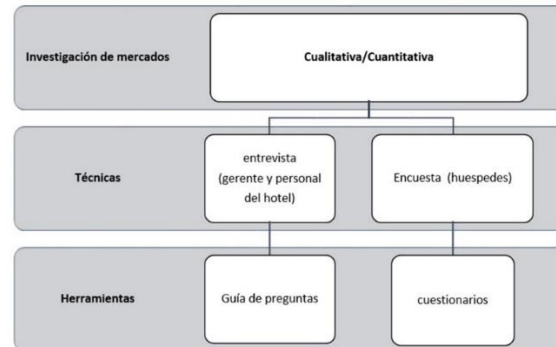 Investigación de mercados
Cualitativa/Cuantitativa
Técnicas
entrevista
(gerente y personal
del hotel)
Encuesta (huespedes)
Herramientas
Guía de preguntas
cuestionarios